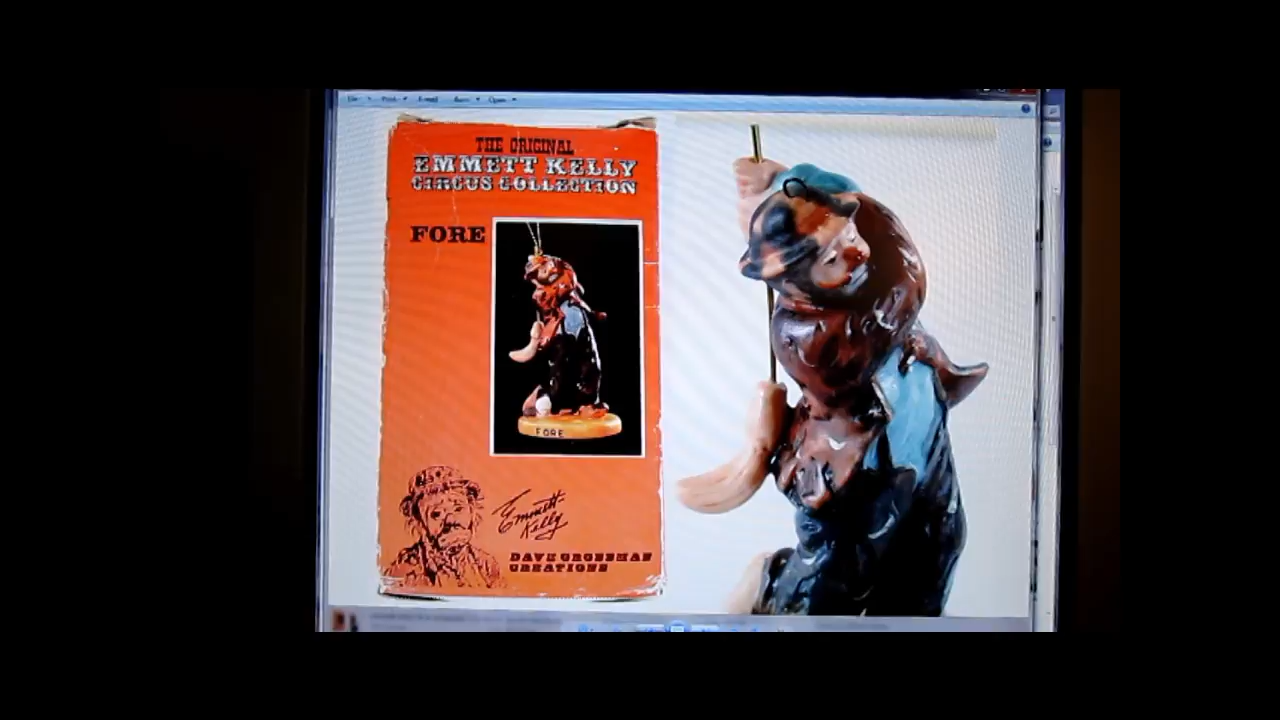 THE ORIGINAL
EMMETT KELLY
CIRCUS COLLECTION
FORE
FORE
Emmett
Kelly
DAVE GROSSMAN
CREATIONS